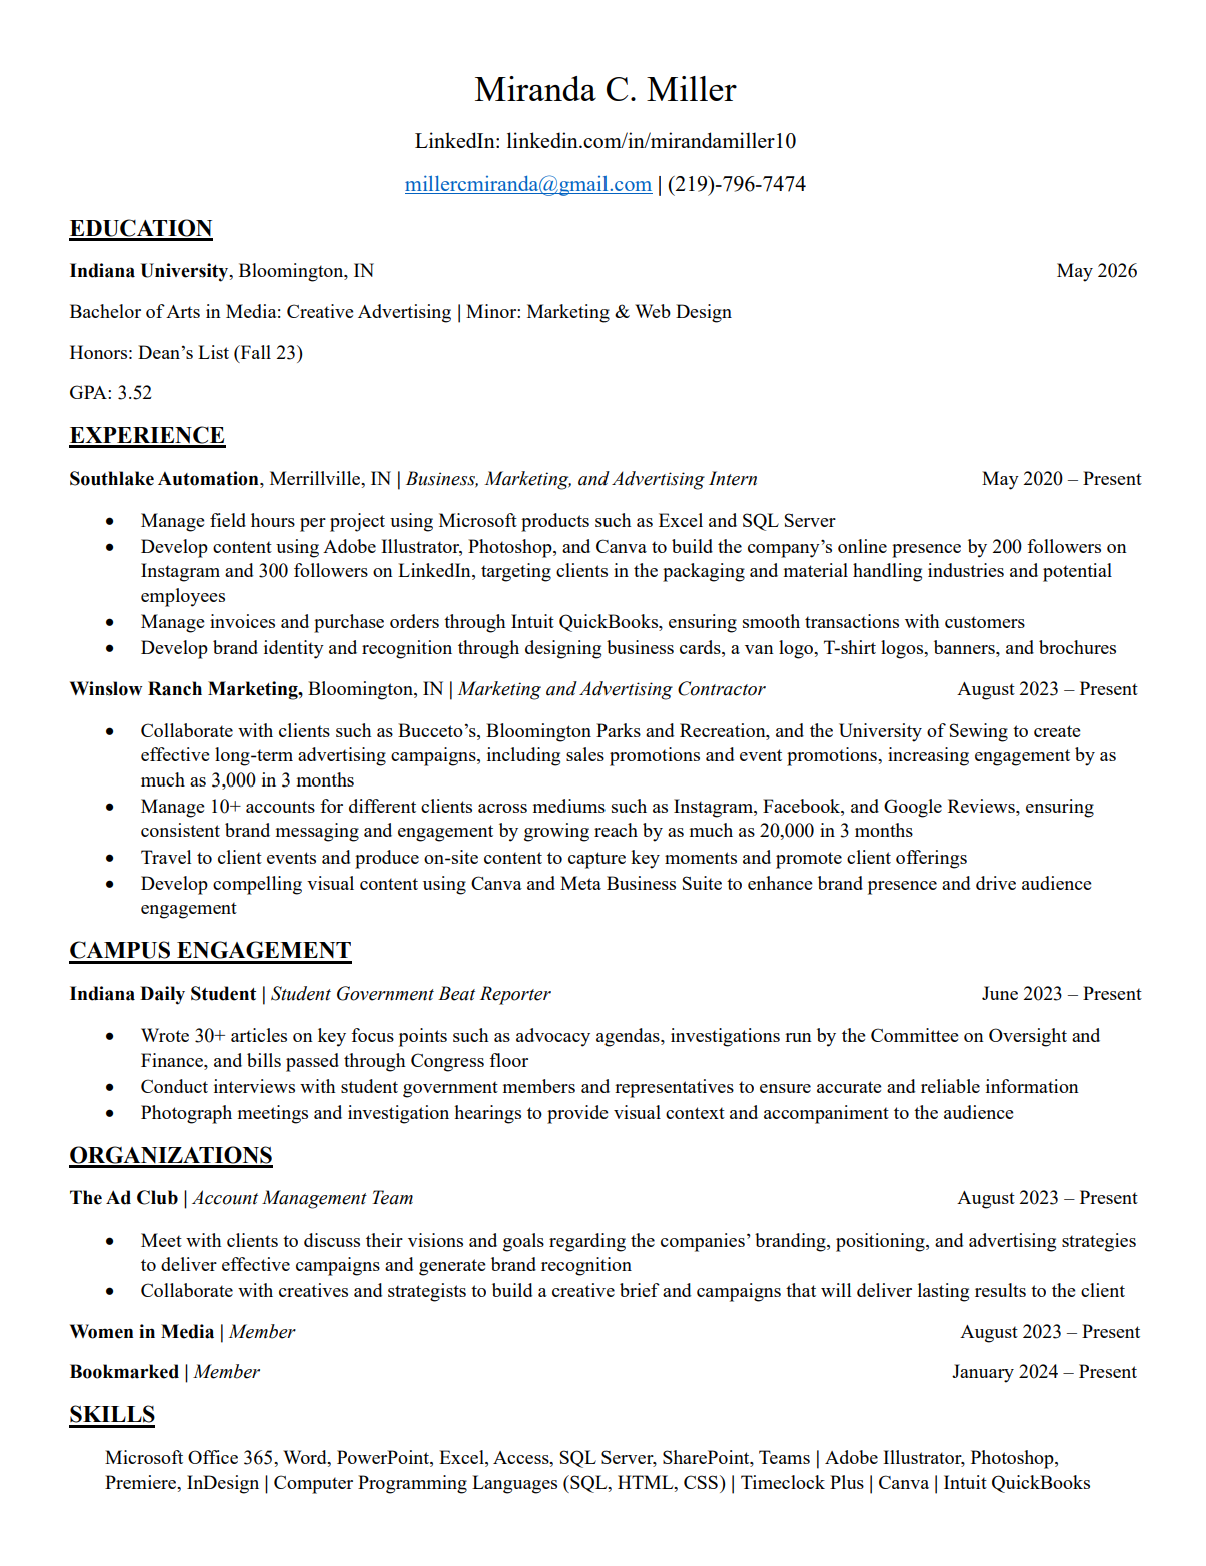 Miranda C. Miller
LinkedIn: linkedin.com/in/mirandamiller10
millercmiranda@gmail.com | (219)-796-7474
EDUCATION
Indiana University, Bloomington, IN May 2026
Bachelor of Arts in Media: Creative Advertising | Minor: Marketing & Web Design
Honors: Dean’s List (Fall 23)
GPA: 3.52
EXPERIENCE
Southlake Automation, Merrillville, IN | Business, Marketing, and Advertising Intern May 2020 – Present
• Manage field hours per project using Microsoft products such as Excel and SQL Server
• Develop content using Adobe Illustrator, Photoshop, and Canva to build the company’s online presence by 200 followers on
Instagram and 300 followers on LinkedIn, targeting clients in the packaging and material handling industries and potential
employees
• Manage invoices and purchase orders through Intuit QuickBooks, ensuring smooth transactions with customers
• Develop brand identity and recognition through designing business cards, a van logo, T-shirt logos, banners, and brochures
Winslow Ranch Marketing, Bloomington, IN | Marketing and Advertising Contractor August 2023 – Present
• Collaborate with clients such as Bucceto’s, Bloomington Parks and Recreation, and the University of Sewing to create
effective long-term advertising campaigns, including sales promotions and event promotions, increasing engagement by as
much as 3,000 in 3 months
• Manage 10+ accounts for different clients across mediums such as Instagram, Facebook, and Google Reviews, ensuring
consistent brand messaging and engagement by growing reach by as much as 20,000 in 3 months
• Travel to client events and produce on-site content to capture key moments and promote client offerings
• Develop compelling visual content using Canva and Meta Business Suite to enhance brand presence and drive audience
engagement
CAMPUS ENGAGEMENT
Indiana Daily Student | Student Government Beat Reporter June 2023 – Present
• Wrote 30+ articles on key focus points such as advocacy agendas, investigations run by the Committee on Oversight and
Finance, and bills passed through Congress floor
• Conduct interviews with student government members and representatives to ensure accurate and reliable information
• Photograph meetings and investigation hearings to provide visual context and accompaniment to the audience
ORGANIZATIONS
The Ad Club | Account Management Team August 2023 – Present
• Meet with clients to discuss their visions and goals regarding the companies’ branding, positioning, and advertising strategies
to deliver effective campaigns and generate brand recognition
• Collaborate with creatives and strategists to build a creative brief and campaigns that will deliver lasting results to the client
Women in Media | Member August 2023 – Present
Bookmarked | Member January 2024 – Present
SKILLS
Microsoft Office 365, Word, PowerPoint, Excel, Access, SQL Server, SharePoint, Teams | Adobe Illustrator, Photoshop,
Premiere, InDesign | Computer Programming Languages (SQL, HTML, CSS) | Timeclock Plus | Canva | Intuit QuickBooks